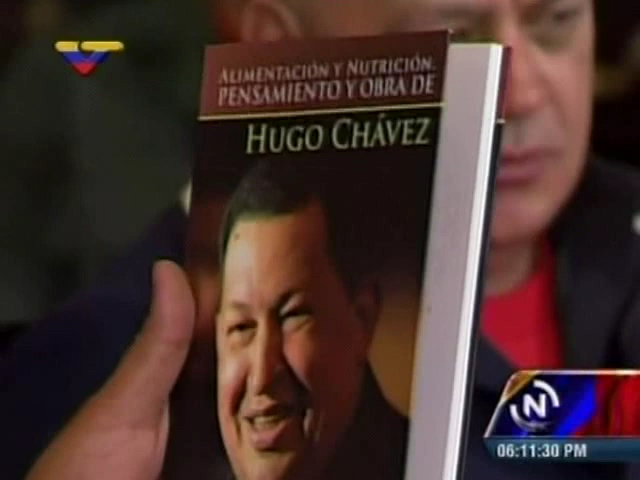 ALIMENTACIÓN Y NUTRICIÓN.
PENSAMIENTO Y OBRA DE
HUGO CHÁVEZ
N
06:11:30 PM